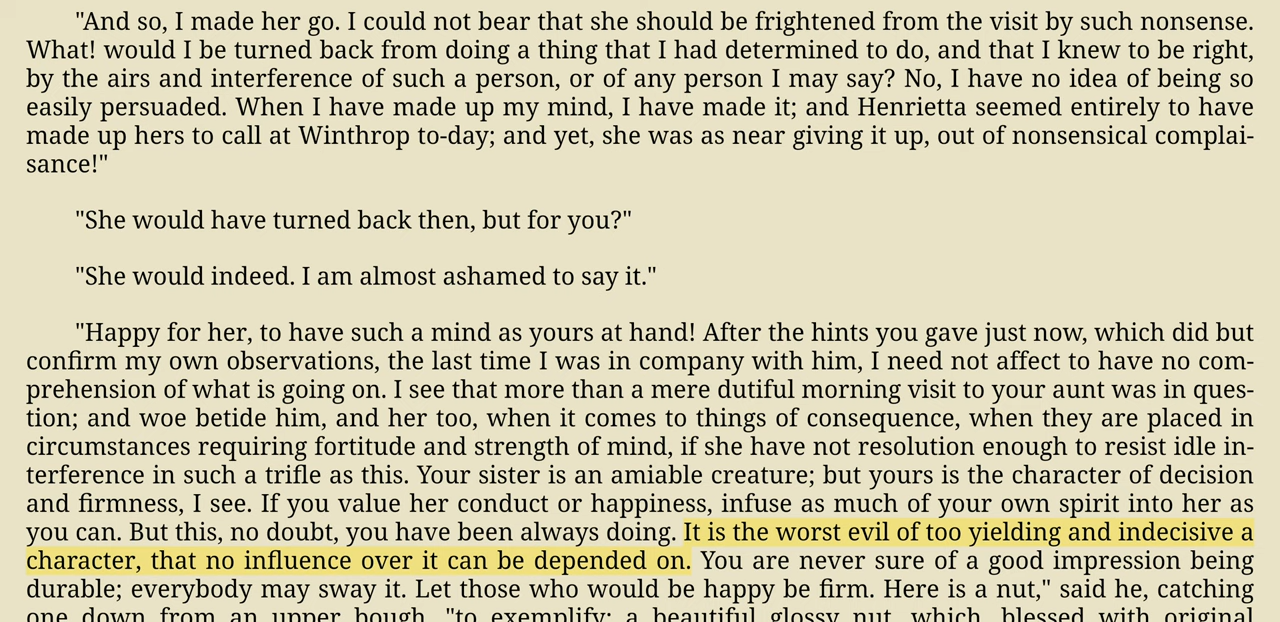 "And so, I made her go. I could not bear that she should be frightened from the visit by such nonsense.
What! would I be turned back from doing a thing that I had determined to do, and that I knew to be right,
by the airs and interference of such a person, or of any person I may say? No, I have no idea of being so
easily persuaded. When I have made up my mind, I have made it; and Henrietta seemed entirely to have
made up hers to call at Winthrop to-day; and yet, she was as near giving it up, out of nonsensical complai-
sance!"
"She would have turned back then, but for you?"
"She would indeed. I am almost ashamed to say it."
"Happy for her, to have such a mind as yours at hand! After the hints you gave just now, which did but
confirm my own observations, the last time I was in company with him, I need not affect to have no com-
prehension of what is going on. I see that more than a mere dutiful morning visit to your aunt was in ques-
tion; and woe betide him, and her too, when it comes to things of consequence, when they are placed in
circumstances requiring fortitude and strength of mind, if she have not resolution enough to resist idle in-
terference in such a trifle as this. Your sister is an amiable creature; but yours is the character of decision
and firmness, I see. If you value her conduct or happiness, infuse as much of your own spirit into her as
you can. But this, no doubt, you have been always doing. It is the worst evil of too yielding and indecisive a
character, that no influence over it can be depended on. You are never sure of a good impression being
durable; everybody may sway it. Let those who would be happy be firm. Here is a nut," said he, catching
one down from an upper bough, "to exemplify: a beautiful glossy nut, which, blessed with original